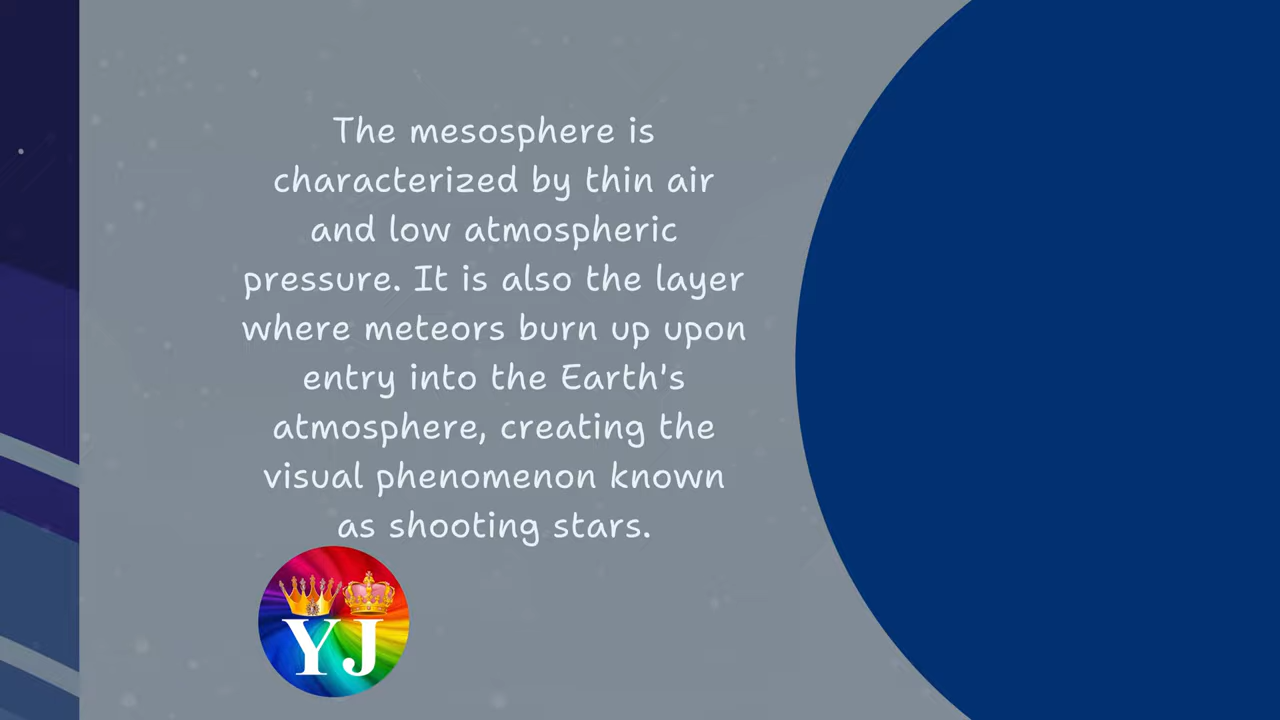 The mesosphere is
characterized by thin air
and low atmospheric
pressure. It is also the layer
where meteors burn up upon
entry into the Earth's
atmosphere, creating the
visual phenomenon known
as shooting stars.
YJ